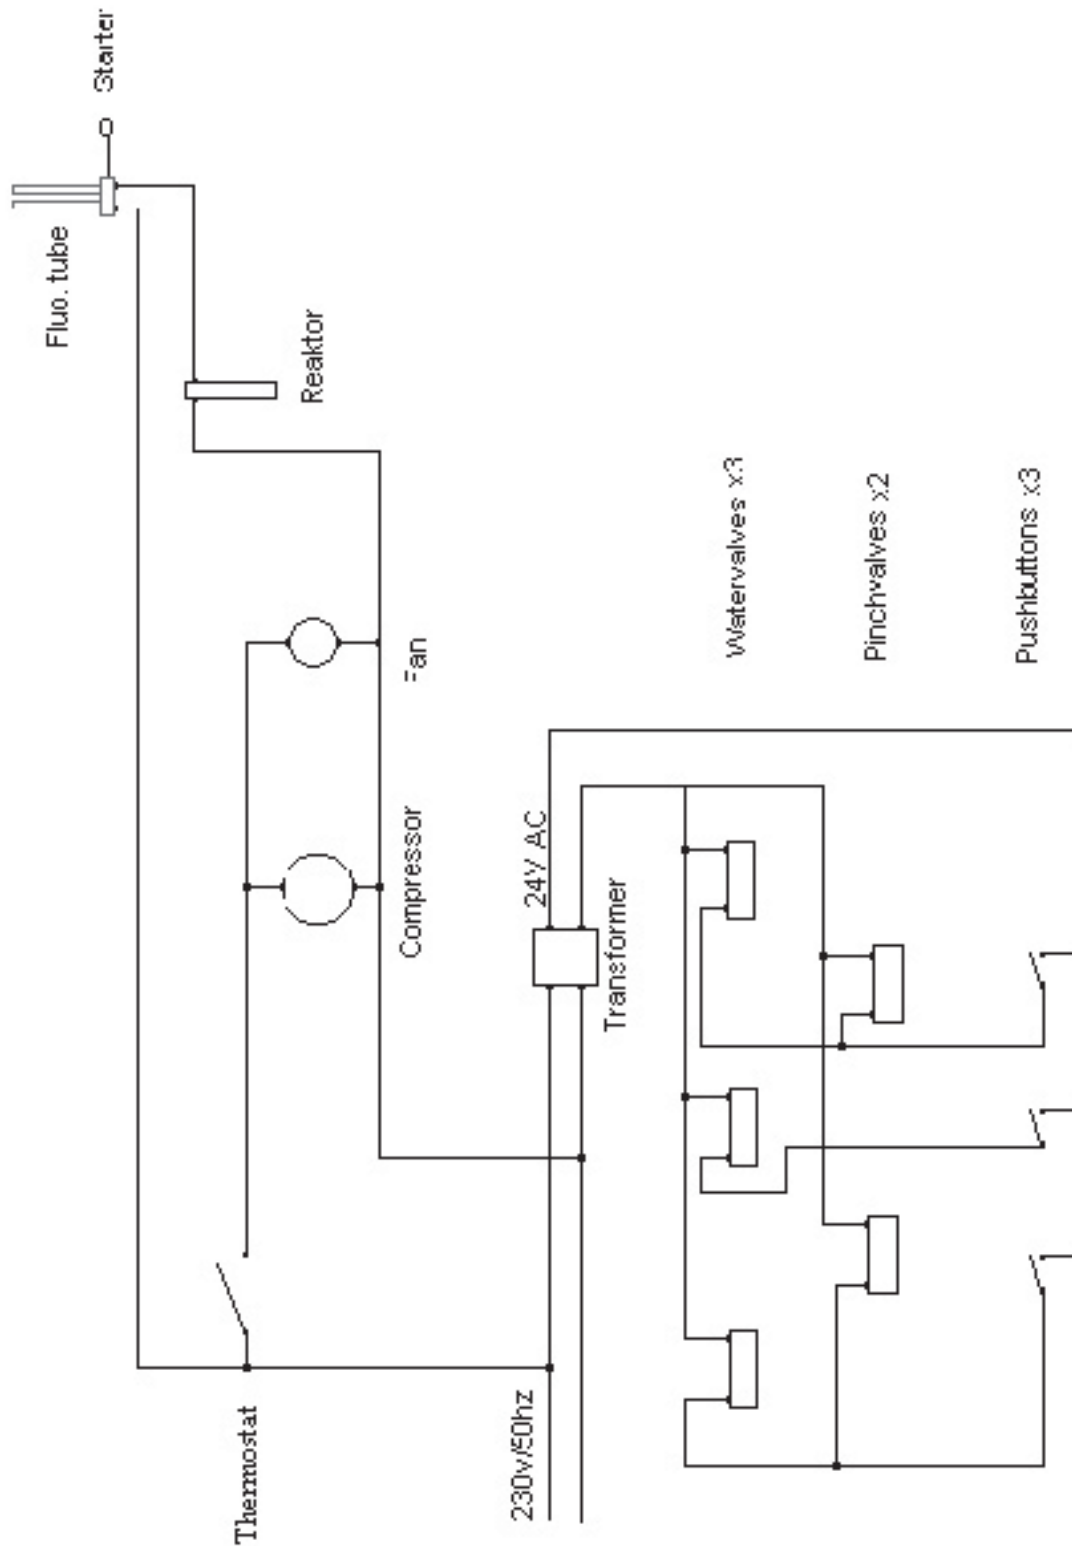 Starter
Fluo. tube
Reaktor
Fan
Compressor
Thermostat
24V AC
Transformer
230v/50hz
Watervalves x3
Pinchvalves x2
Pushbuttons x3